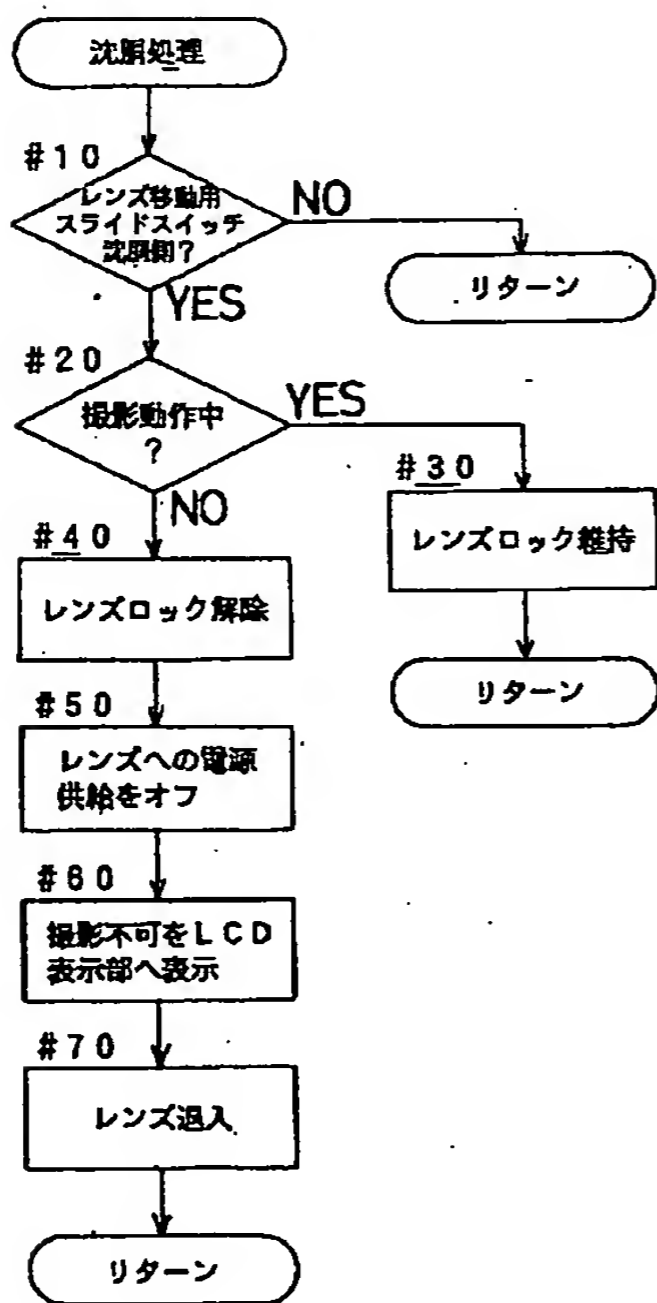 沈胴処理
#10
レンズ移動用
スライドスイッチ
沈胴側?
NO
リターン
YES
#20
撮影動作中
?
YES
#30
レンズロック維持
リターン
NO
#40
レンズロック解除
#50
レンズへの電源
供給をオフ
#60
撮影不可をLCD
表示部へ表示
#70
レンズ退入
リターン